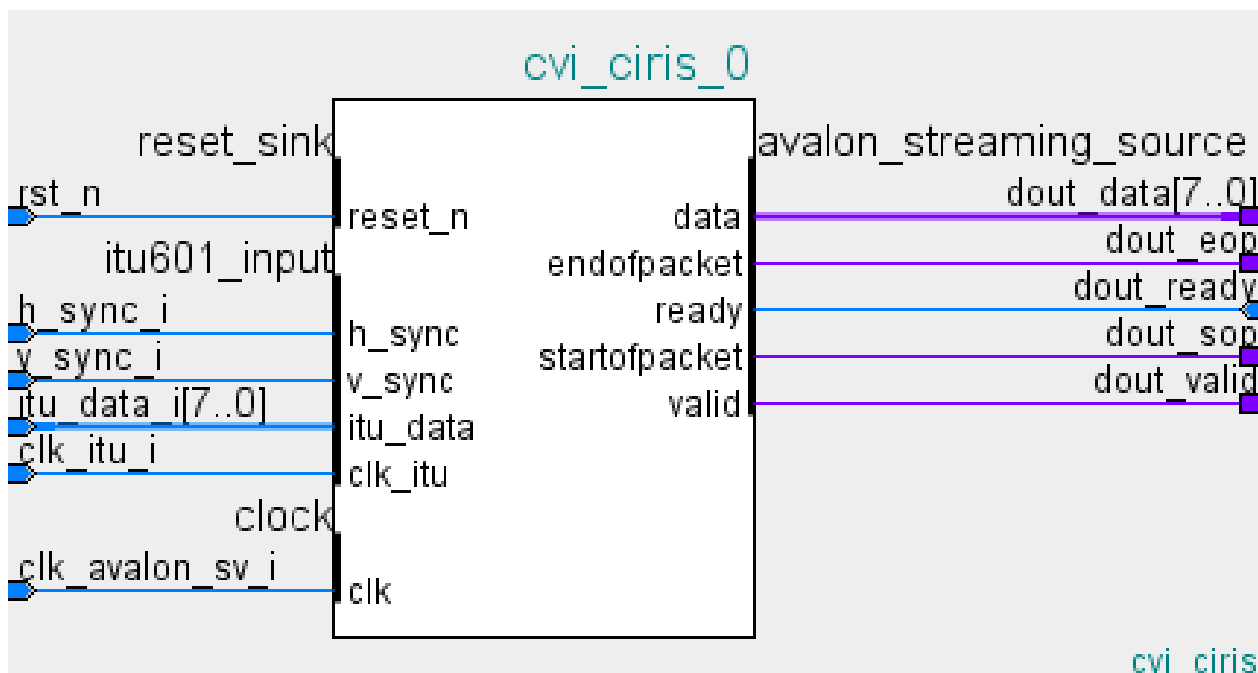 cvi_ciris_0
reset_sink
avalon_streaming_source
rst_n
dout_data[7..0]
reset_n
data
dout_eop
itu601_input
endofpacket
dout_ready
h_sync_i
ready
h_sync
dout_sop
v_sync_i
startofpacket
v_sync
dout_valid
itu_data_i[7..0]
valid
itu_data
clk_itu_i
clk_itu
clock
clk_avalon_sv_i
clk
cvi_ciris